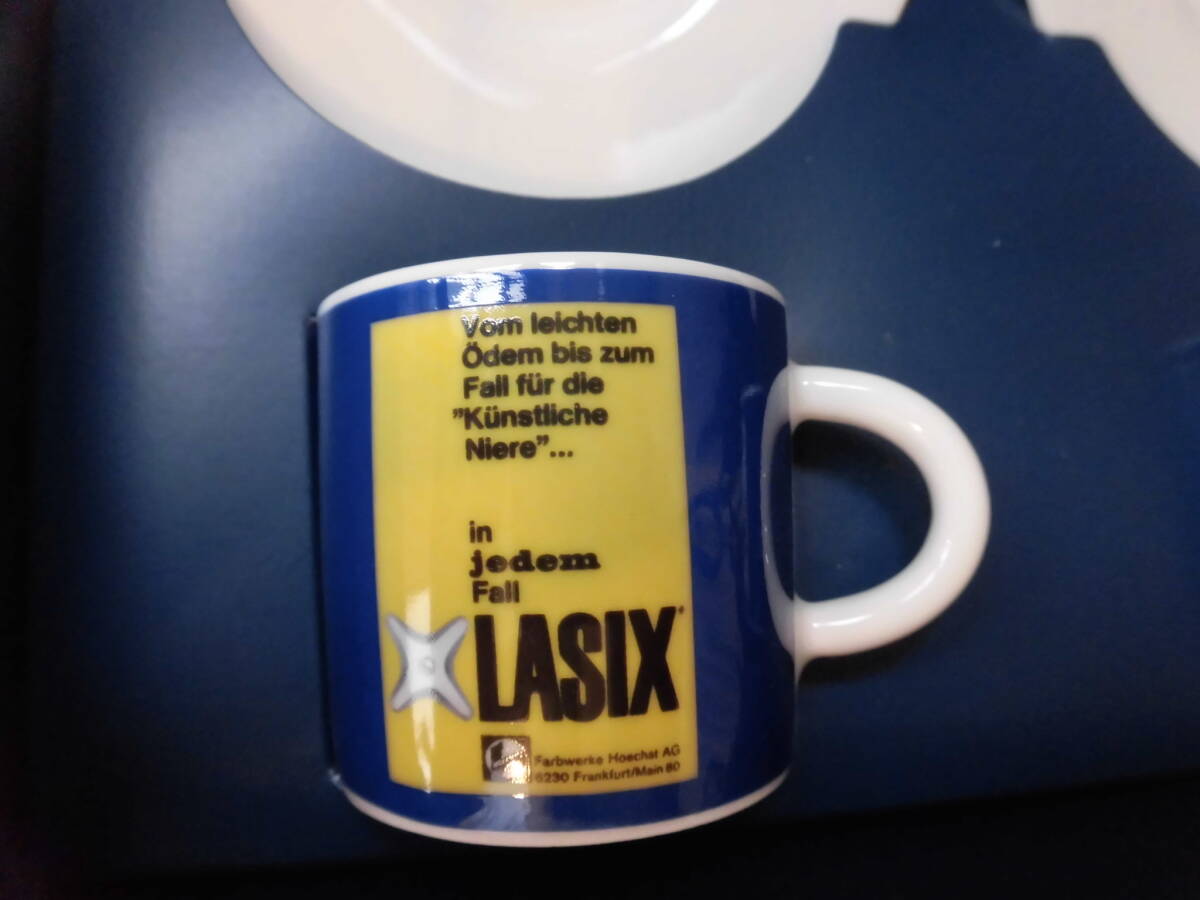 Vom leichten
Ödem bis zum
Fall für die
"Künstliche
Niere"...
in
jedem
Fall
LASIX®
Farbwerke Hoechst AG
6230 Frankfurt/Main 80